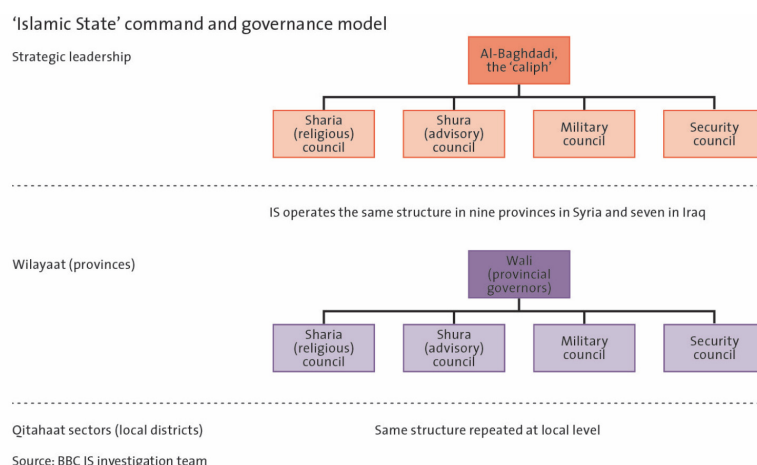 'Islamic State' command and governance model
Strategic leadership
Al-Baghdadi,
the 'caliph'
Sharia
(religious)
council
Shura
(advisory)
council
Military
council
Security
council
IS operates the same structure in nine provinces in Syria and seven in Iraq
Wilayaat (provinces)
Wali
(provincial
governors)
Sharia
(religious)
council
Shura
(advisory)
council
Military
council
Security
council
Qitahaat sectors (local districts)
Same structure repeated at local level
Source: BBC IS investigation team